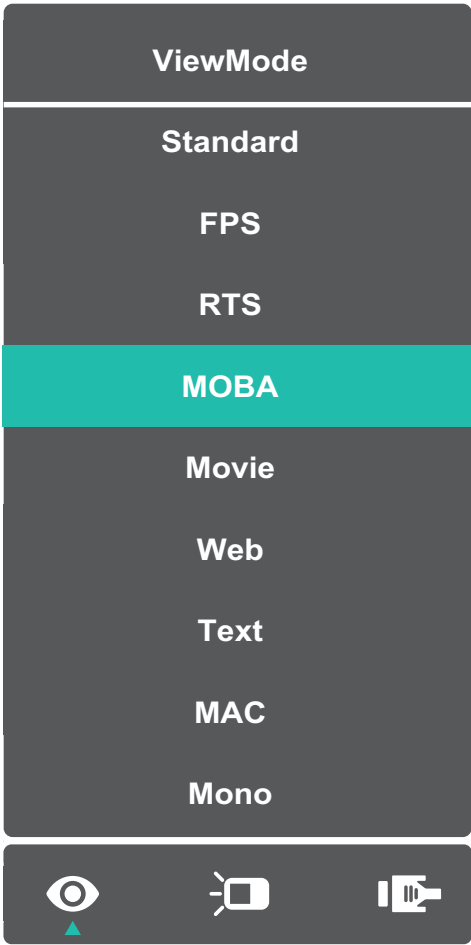 ViewMode
Standard
FPS
RTS
MOBA
Movie
Web
Text
MAC
Mono